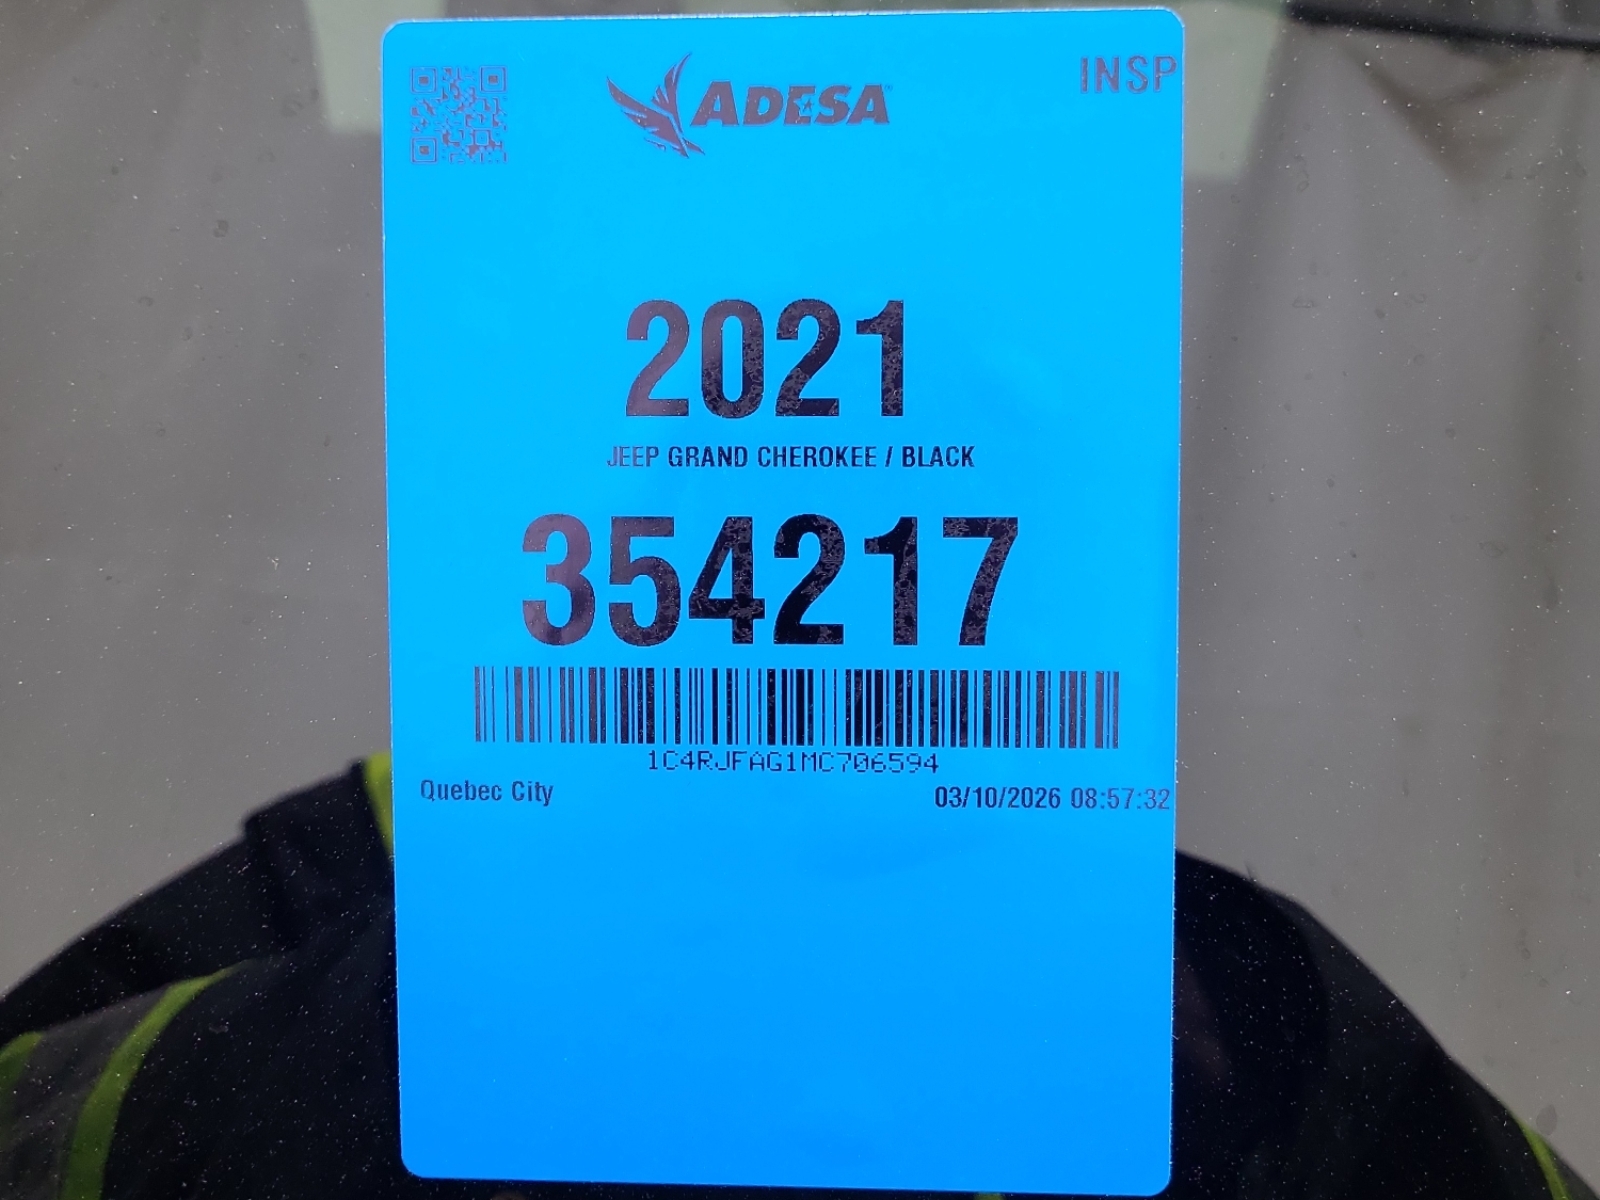 ADESA
INSP
2021
JEEP GRAND CHEROKEE / BLACK
354217
1C4RJFAG1MC706594
Quebec City
03/10/2026 08:57:32